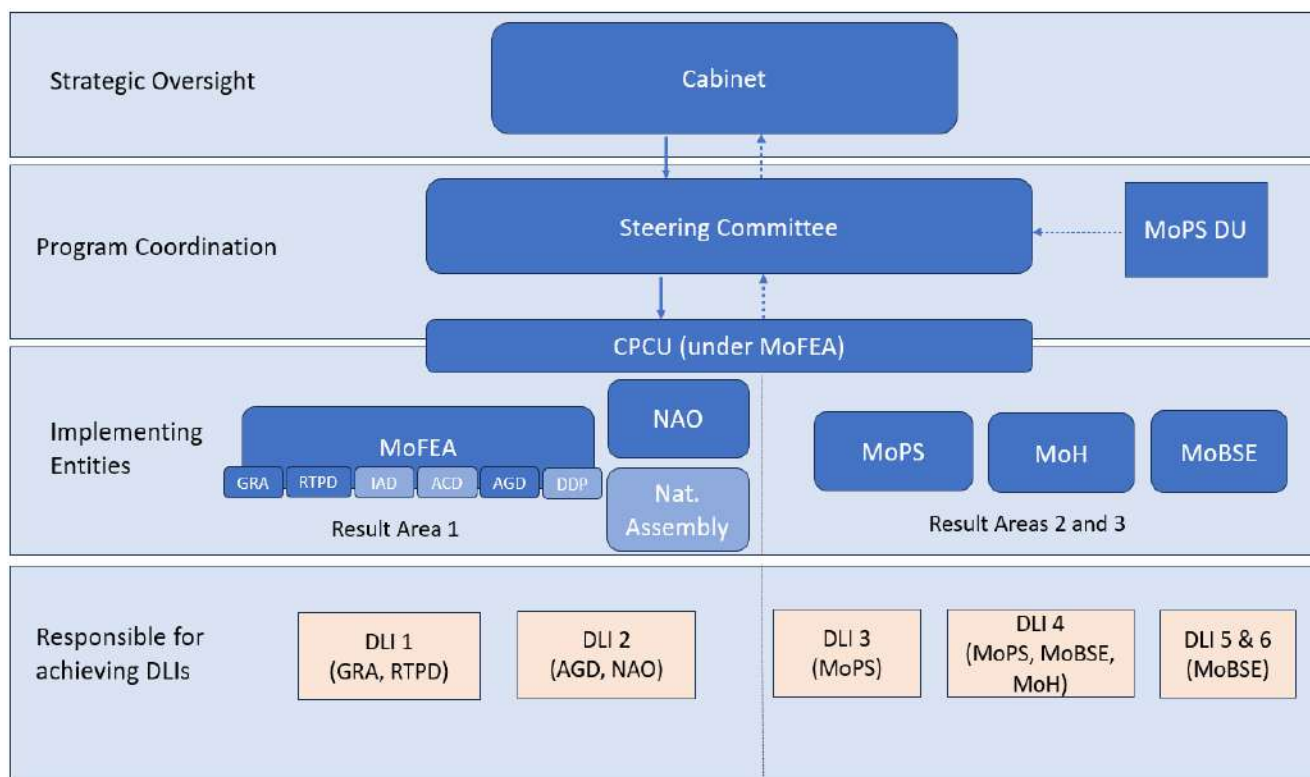 Strategic Oversight
Cabinet
Program Coordination
Steering Committee
MoPS DU
CPCU (under MoFEA)
Implementing
Entities
MoFEA
GRA
RTPD
IAD
ACD
AGD
DDP
Result Area 1
NAO
Nat.
Assembly
MoPS
MoH
MoBSE
Result Areas 2 and 3
Responsible for
achieving DLIs
DLI 1
(GRA, RTPD)
DLI 2
(AGD, NAO)
DLI 3
(MoPS)
DLI 4
(MoPS, MoBSE,
MoH)
DLI 5 & 6
(MoBSE)